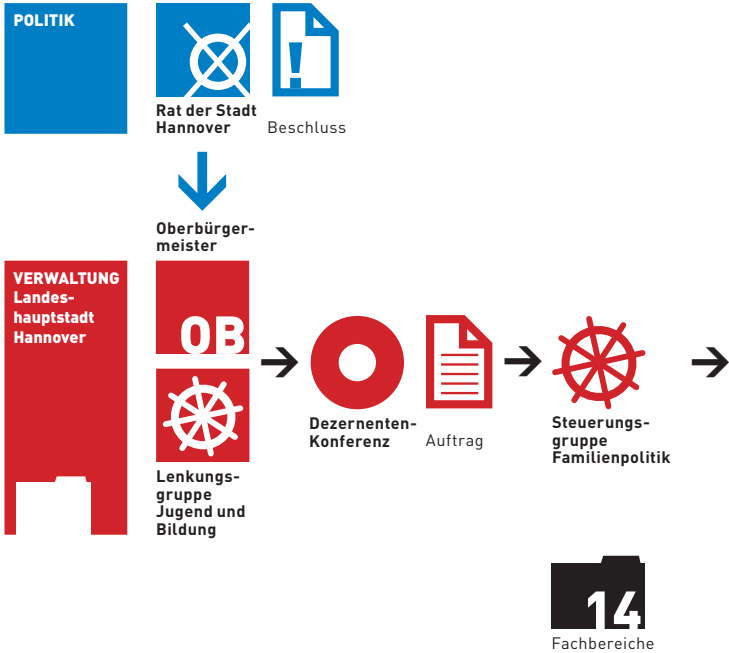 POLITIK
Rat der Stadt
Hannover
Beschluss
Oberbürger-
meister
VERWALTUNG
Landes-
hauptstadt
Hannover
OB
Lenkungs-
gruppe
Jugend und
Bildung
Dezernenten-
Konferenz
Auftrag
Steuerungs-
gruppe
Familienpolitik
14
Fachbereiche